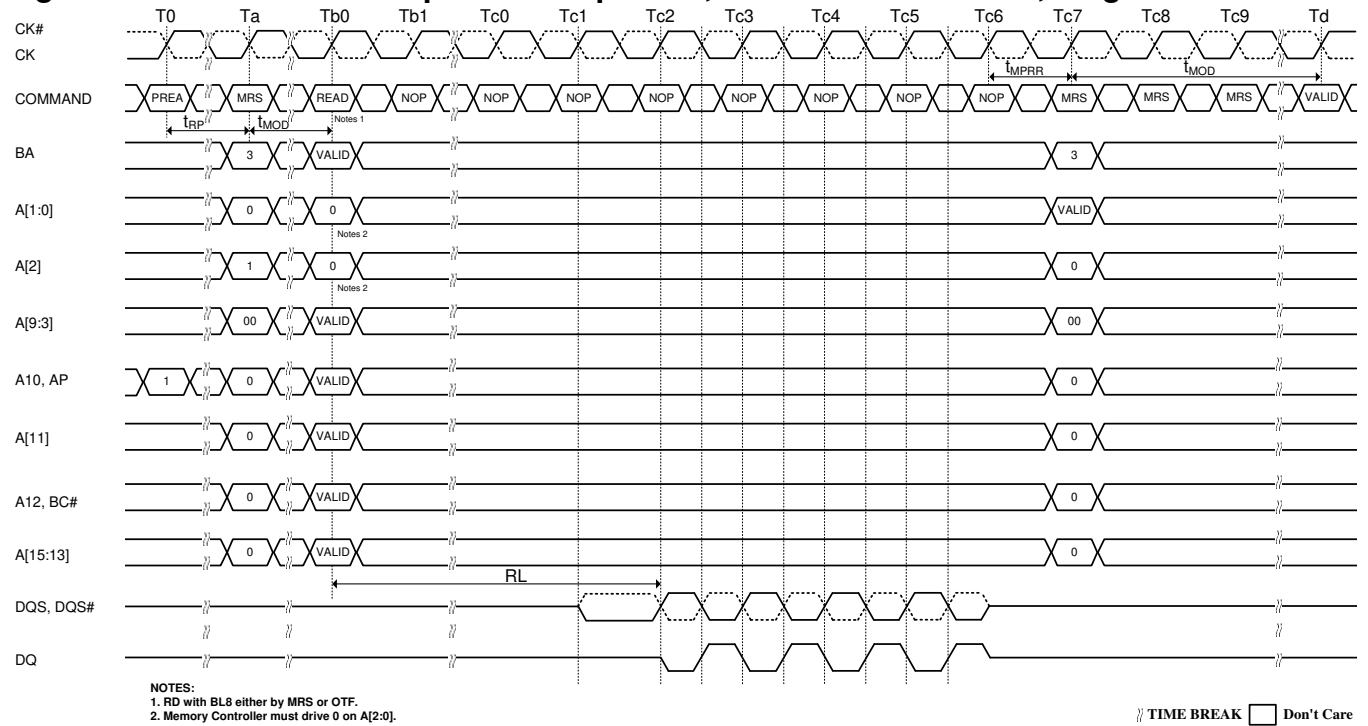 T0 Ta Tb0 Tb1 Tc0 Tc1 Tc2 Tc3 Tc4 Tc5 Tc6 Tc7 Tc8 Tc9 Td
CK#
CK
tMPRR tMOD
COMMAND PREA MRS READ NOP NOP NOP NOP NOP NOP NOP NOP MRS MRS MRS VALID
Notes 1
tRP tMOD
BA 3 VALID 3
A[1:0] 0 0 VALID
Notes 2
A[2] 1 0 0
Notes 2
A[9:3] 00 VALID 00
A10, AP 1 0 VALID 0
A[11] 0 VALID 0
A12, BC# 0 VALID 0
A[15:13] 0 VALID 0
RL
DQS, DQS#
DQ
NOTES:
1. RD with BL8 either by MRS or OTF.
2. Memory Controller must drive 0 on A[2:0].
TIME BREAK Don't Care